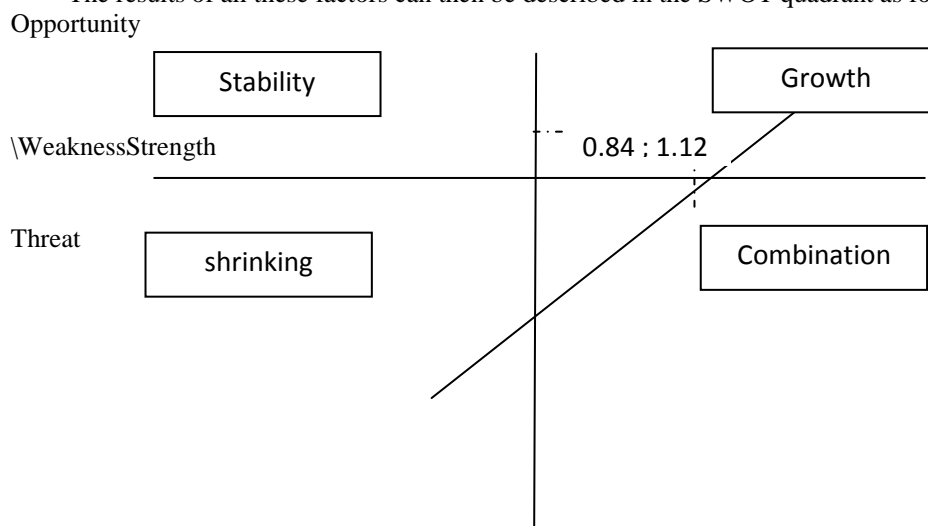 The results of all these factors can then be described in the SWOT quadrant as
Opportunity
Stability
Growth
\WeaknessStrength
0.84 ; 1.12
Threat
shrinking
Combination